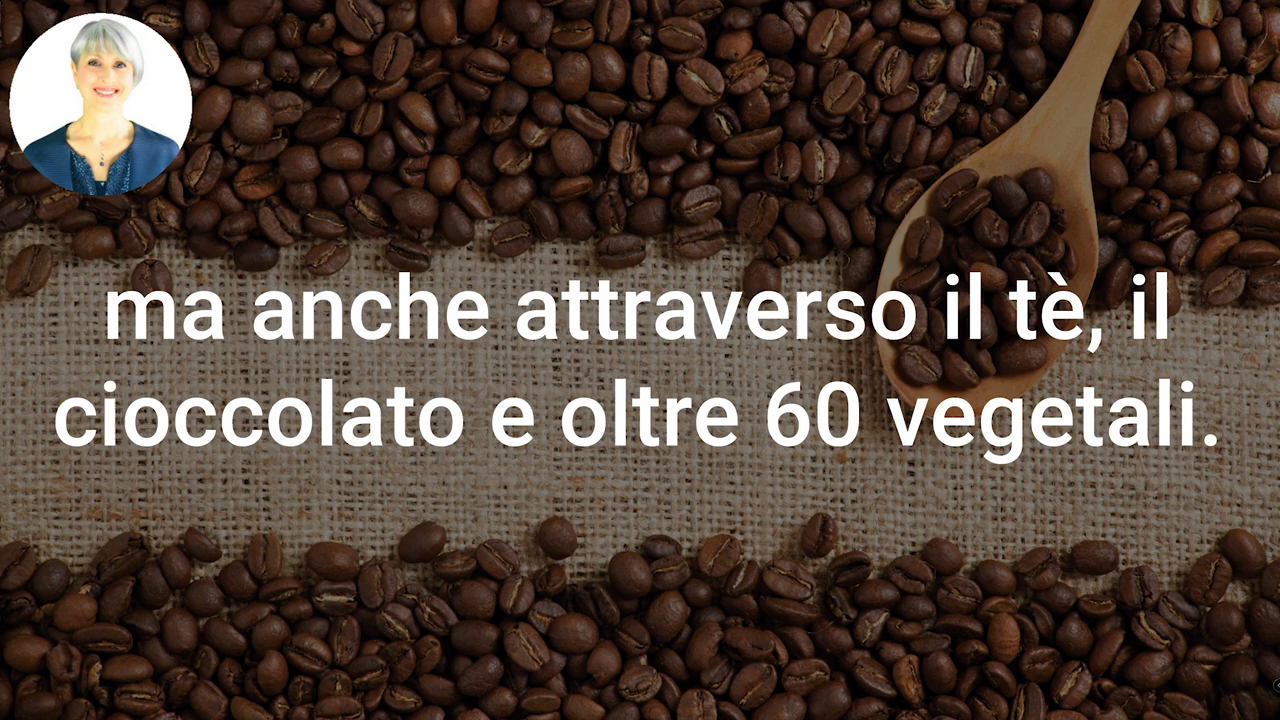 ma anche attraverso il tè, il
cioccolato e oltre 60 vegetali.